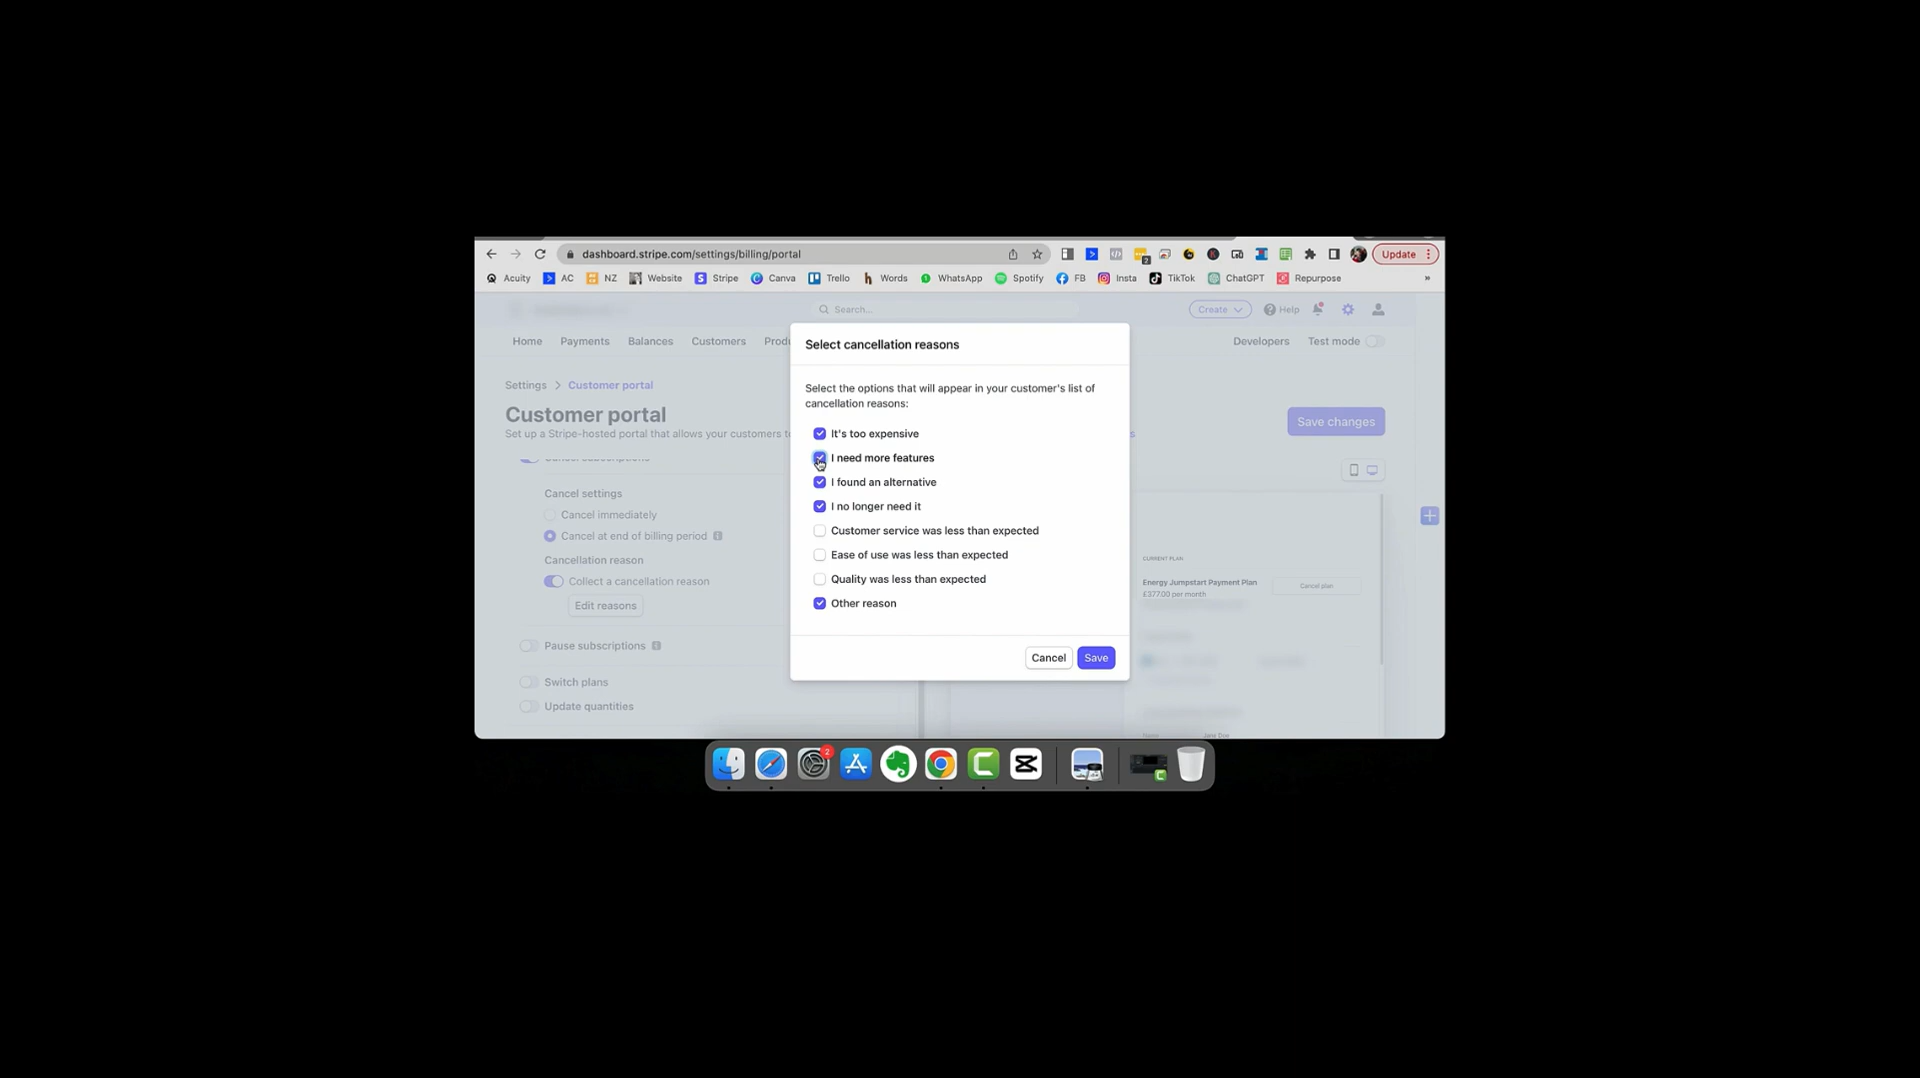 dashboard.stripe.com/settings/billing/portal
2
Update
Acuity AC NZ Website Stripe Canva Trello Words WhatsApp Spotify FB Insta TikTok ChatGPT Repurpose »
Search...
Create
Help
Home Payments Balances Customers Produ
Developers Test mode
Settings > Customer portal
Customer portal
Set up a Stripe-hosted portal that allows your customers to
Save changes
Cancel settings
Cancel immediately
Cancel at end of billing period
Cancellation reason
Collect a cancellation reason
Edit reasons
Pause subscriptions
Switch plans
Update quantities
Select cancellation reasons
Select the options that will appear in your customer's list of
cancellation reasons:
It's too expensive
I need more features
I found an alternative
I no longer need it
Customer service was less than expected
Ease of use was less than expected
Quality was less than expected
Other reason
Cancel Save
CURRENT PLAN
Energy Jumpstart Payment Plan
£377.00 per month
Cancel plan
Name Jane Doe
2